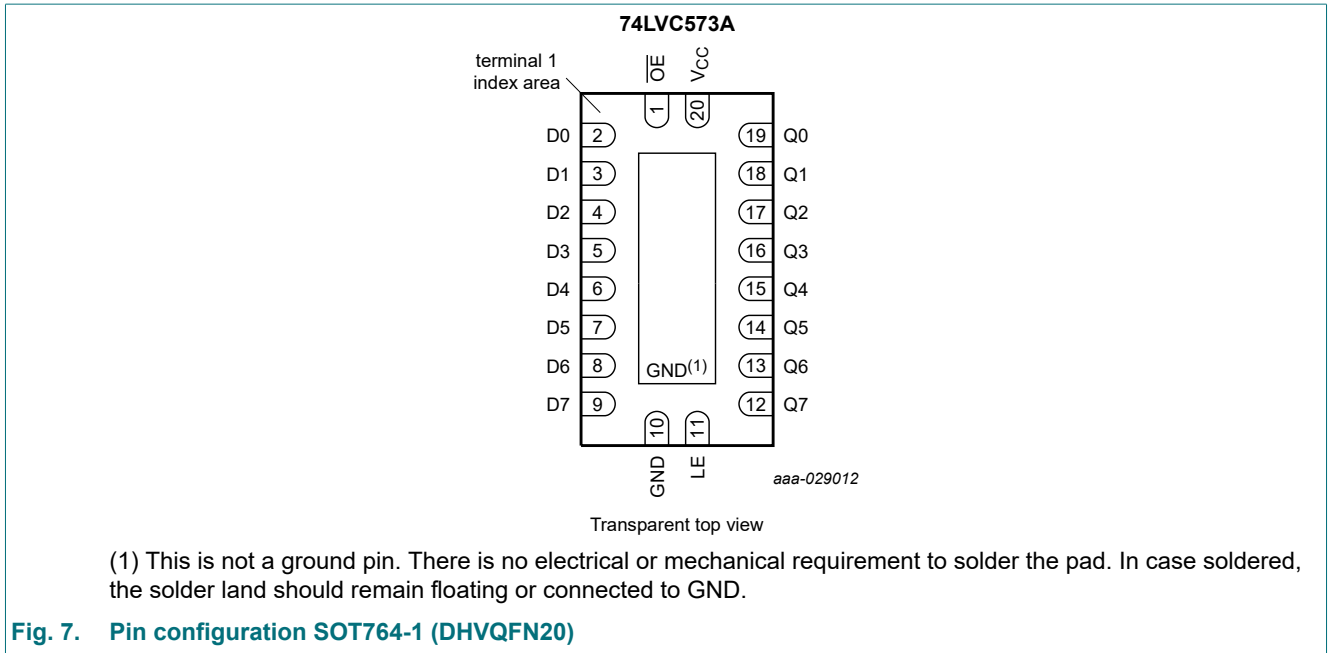 74LVC573A
terminal 1
index area
OE
VCC
1
20
D0 2
19 Q0
D1 3
18 Q1
D2 4
17 Q2
D3 5
16 Q3
D4 6
15 Q4
D5 7
14 Q5
D6 8
GND(1)
13 Q6
D7 9
12 Q7
10
11
GND
LE
aaa-029012
Transparent top view
(1) This is not a ground pin. There is no electrical or mechanical requirement to solder the pad. In case soldered,
the solder land should remain floating or connected to GND.
Fig. 7. Pin configuration SOT764-1 (DHVQFN20)